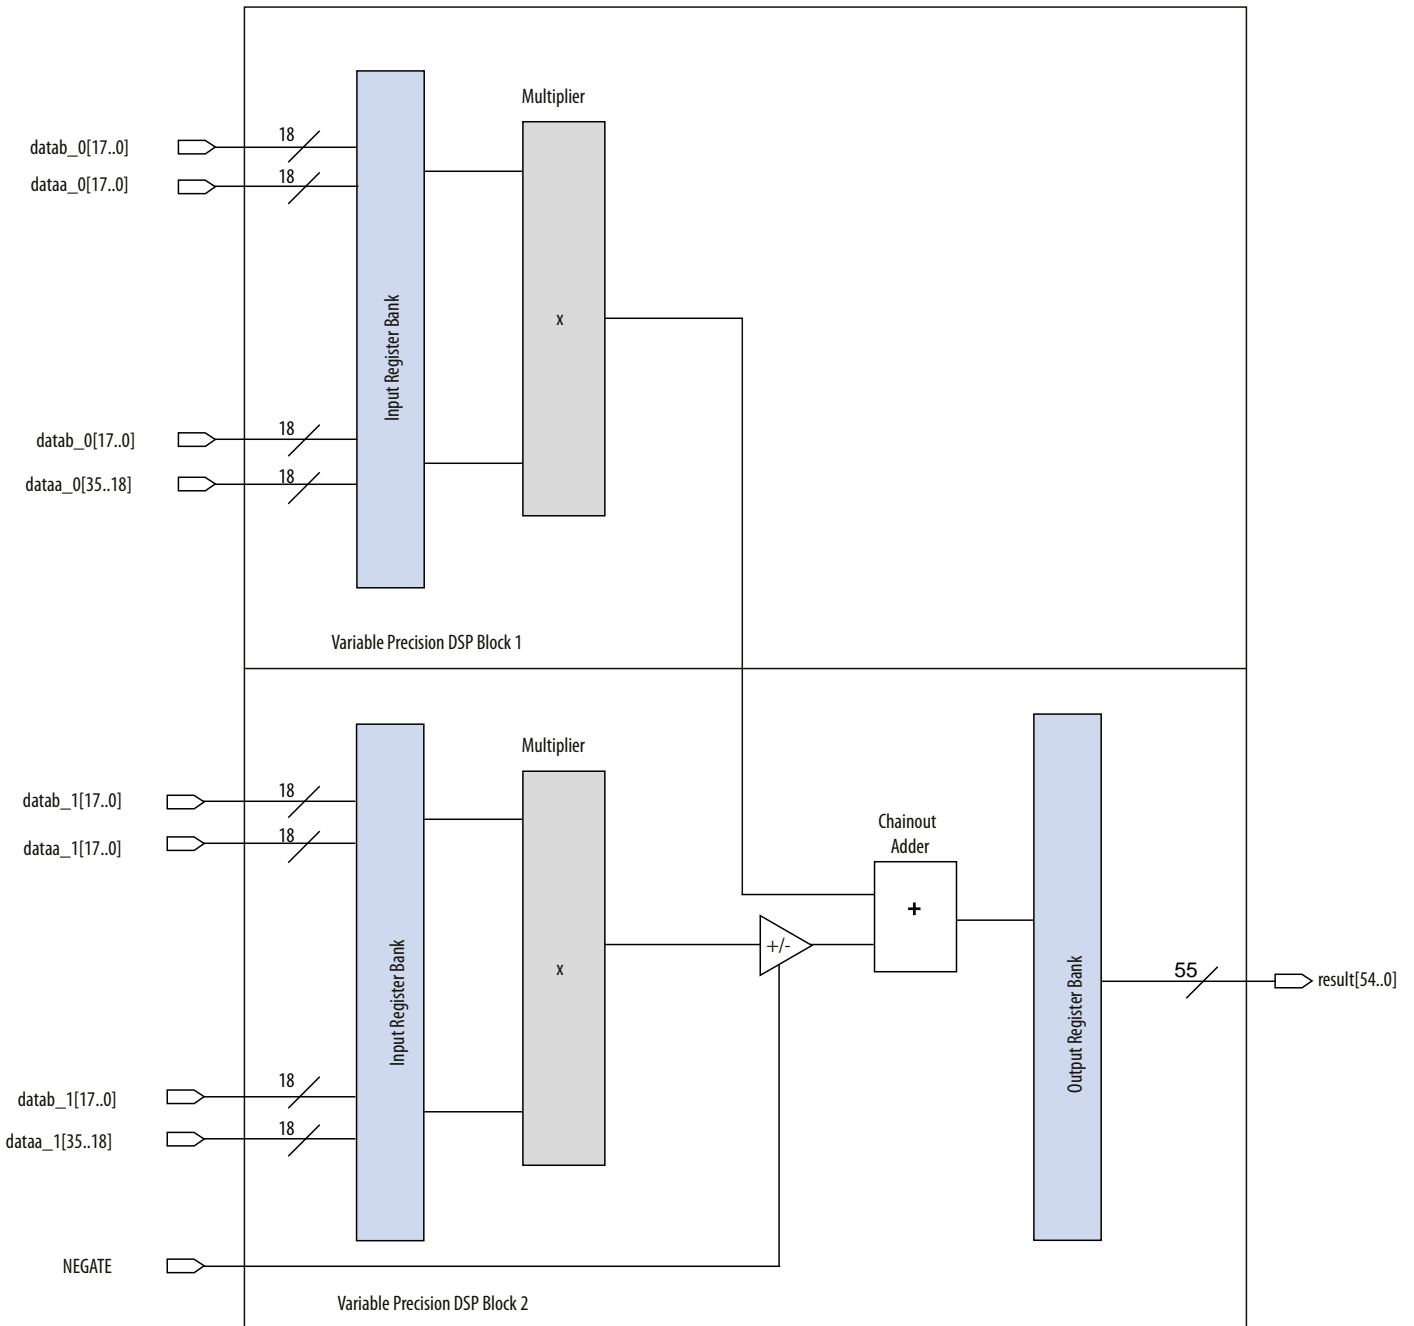 Multiplier
18
datab_0[17..0]
18
dataa_0[17..0]
Input Register Bank
x
18
datab_0[17..0]
18
dataa_0[35..18]
Variable Precision DSP Block 1
Multiplier
18
datab_1[17..0]
18
dataa_1[17..0]
Chainout
Adder
+
+/-
Input Register Bank
x
Output Register Bank
55
result[54..0]
18
datab_1[17..0]
18
dataa_1[35..18]
NEGATE
Variable Precision DSP Block 2